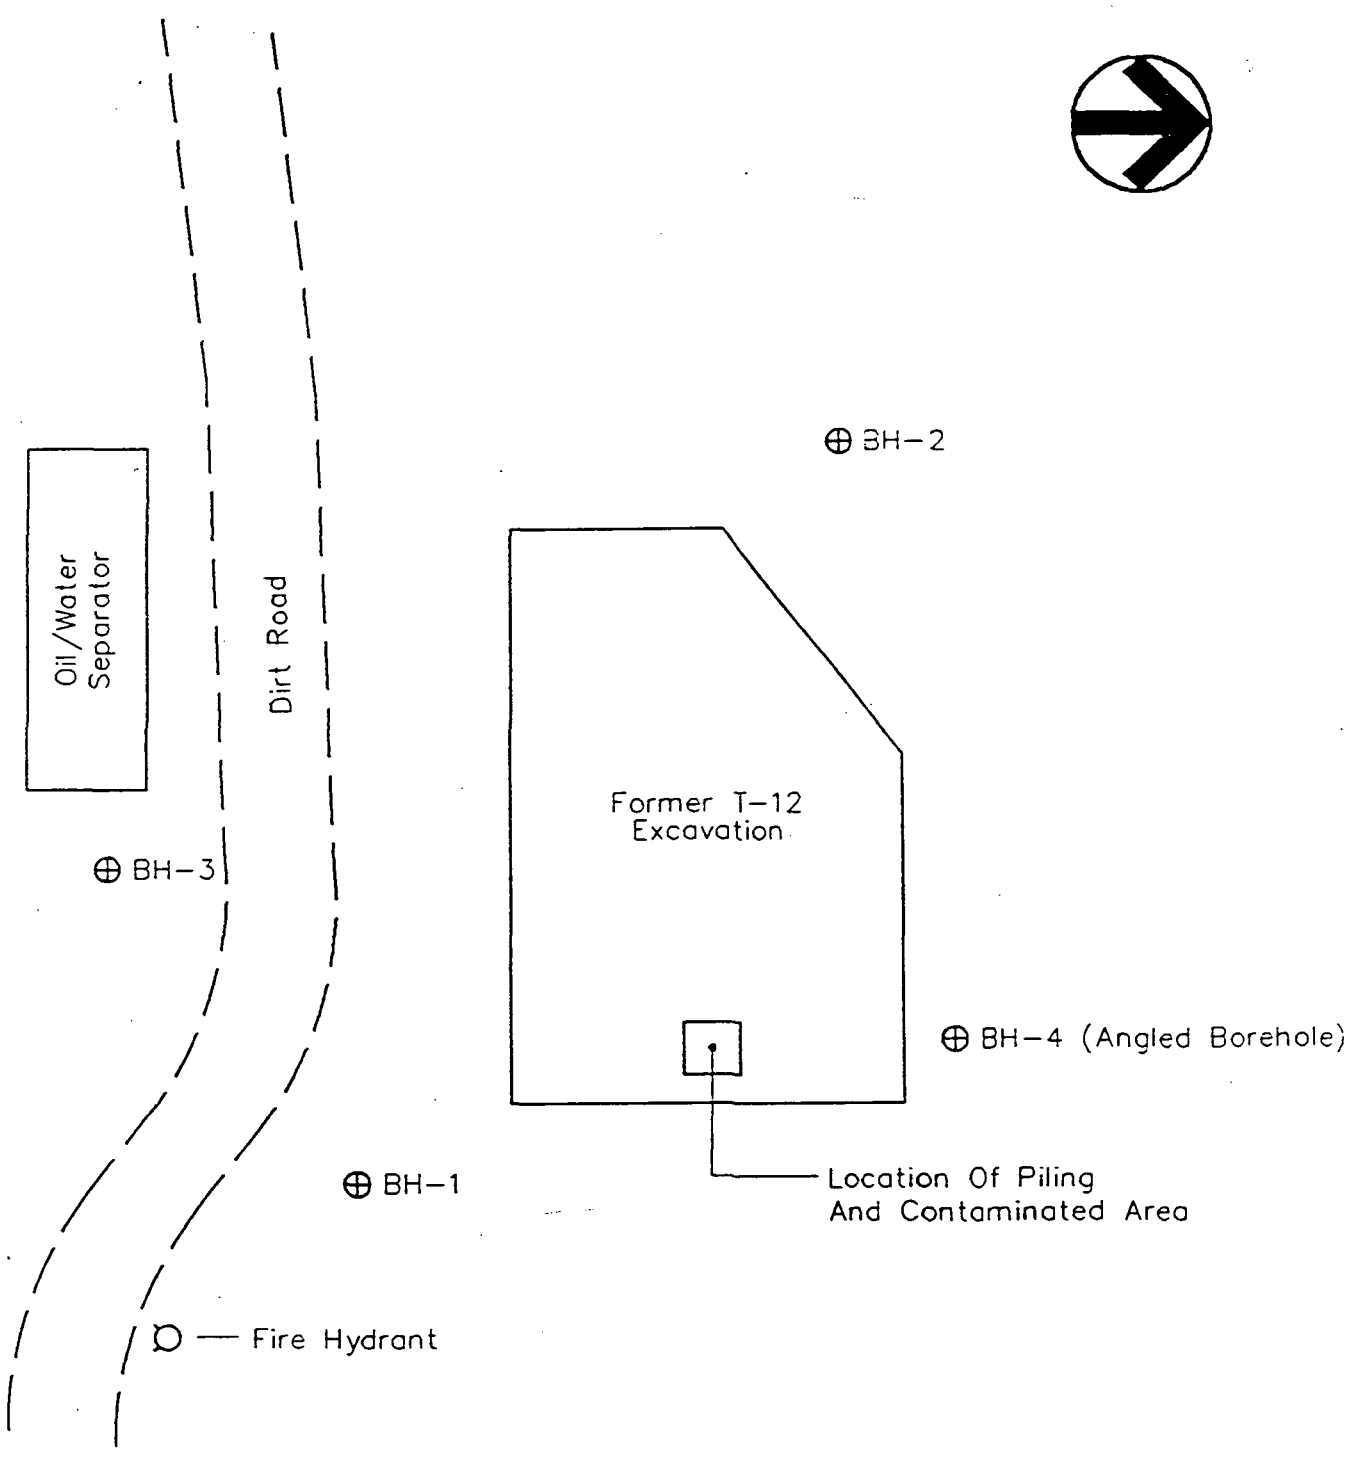 BH-2
Oil/Water
Separator
Dirt Road
Former T-12
Excavation
BH-3
BH-4 (Angled Borehole)
BH-1
Location Of Piling
And Contaminated Area
Fire Hydrant